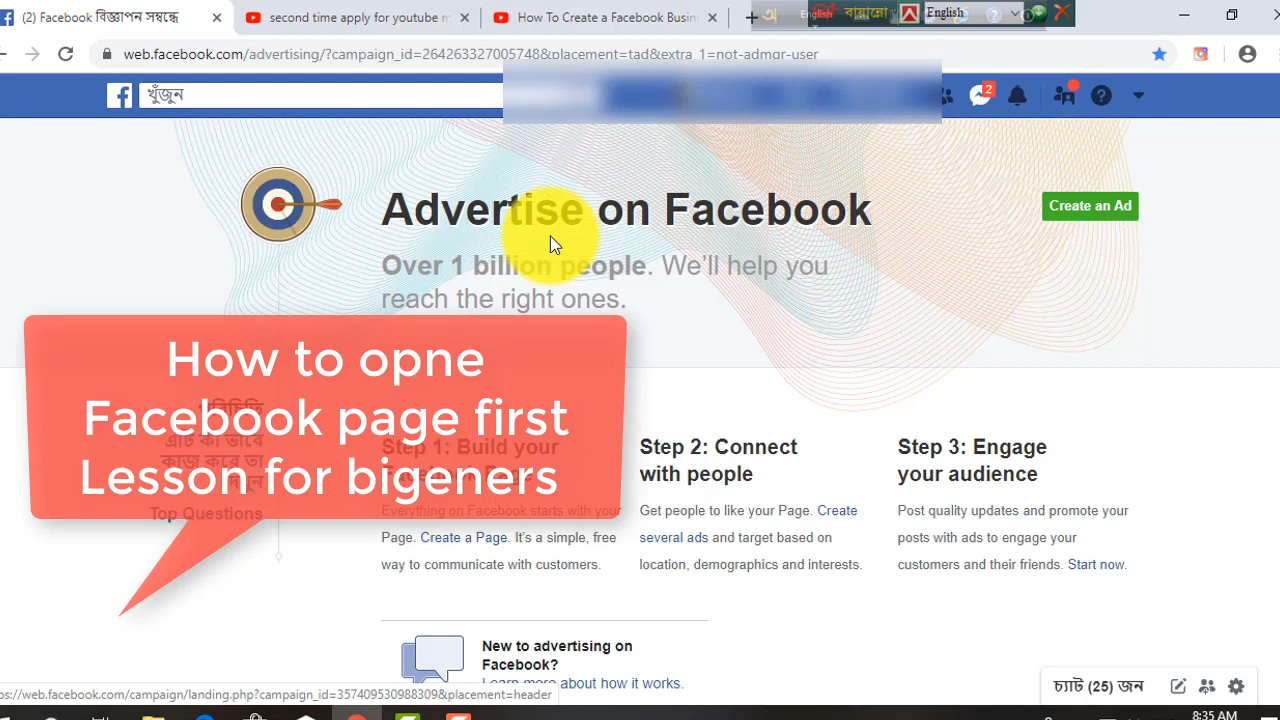 (2) Facebook বিজ্ঞাপন সম্বন্ধে
second time apply for youtube m
How To Create a Facebook Busin
English
বায়ান্নো
English
web.facebook.com/advertising/?campaign_id=264263327005748&placement=tad&extra_1=not-admgr-user
খুঁজুন
2
Advertise on Facebook
Create an Ad
Over 1 billion people. We'll help you
reach the right ones.
How to opne
Facebook page first
Lesson for bigeners
পরিচিতি
এটি কী ভাবে
কাজ করে তা
Top Questions
Step 1: Build your
Step 2: Connect
with people
Step 3: Engage
your audience
Everything on Facebook starts with your
Page. Create a Page. It's a simple, free
way to communicate with customers.
Get people to like your Page. Create
several ads and target based on
location, demographics and interests.
Post quality updates and promote your
posts with ads to engage your
customers and their friends. Start now.
New to advertising on
Facebook?
Learn more about how it works.
চ্যাট (25) জন
ps://web.facebook.com/campaign/landing.php?campaign_id=357409530988309&placement=header
8:35 AM